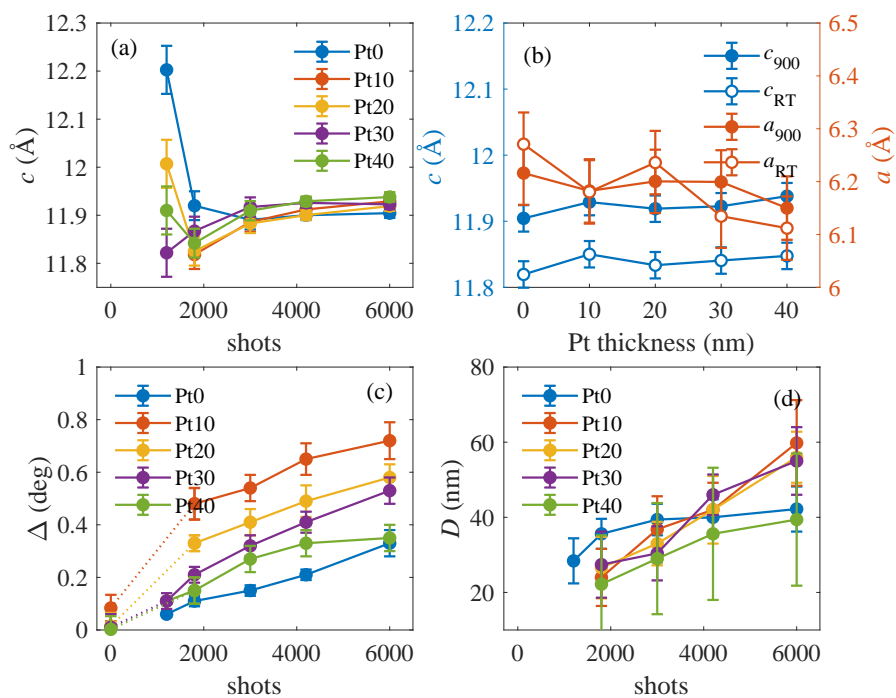 (a)
Pt0
Pt10
Pt20
Pt30
Pt40
12.3
12.2
12.1
12
11.9
11.8
c (Å)
0
2000
4000
6000
shots
(b)
c900
cRT
a900
aRT
12.3
12.2
12.1
12
11.9
11.8
c (Å)
6.5
6.4
6.3
6.2
6.1
6
a (Å)
0
10
20
30
40
Pt thickness (nm)
(c)
Pt0
Pt10
Pt20
Pt30
Pt40
1
0.8
0.6
0.4
0.2
0
Δ (deg)
0
2000
4000
6000
shots
(d)
Pt0
Pt10
Pt20
Pt30
Pt40
80
60
40
20
D (nm)
0
2000
4000
6000
shots